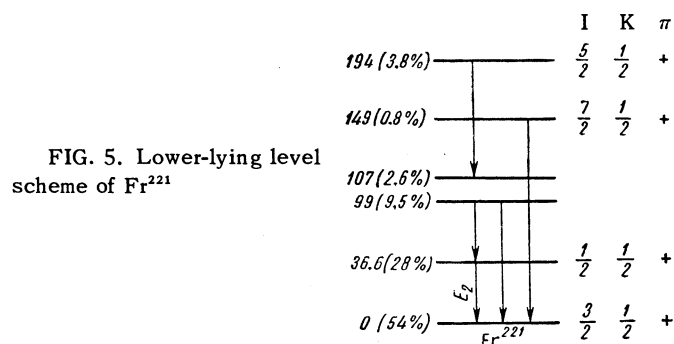 I K π
194 (3.8%) 5/2 1/2 +
149 (0.8%) 7/2 1/2 +
FIG. 5. Lower-lying level
scheme of Fr²²¹
107 (2.6%)
99 (9,5%)
36.6 (28%) 1/2 1/2 +
E₂
0 (54%) 3/2 1/2 +
Fr²²¹